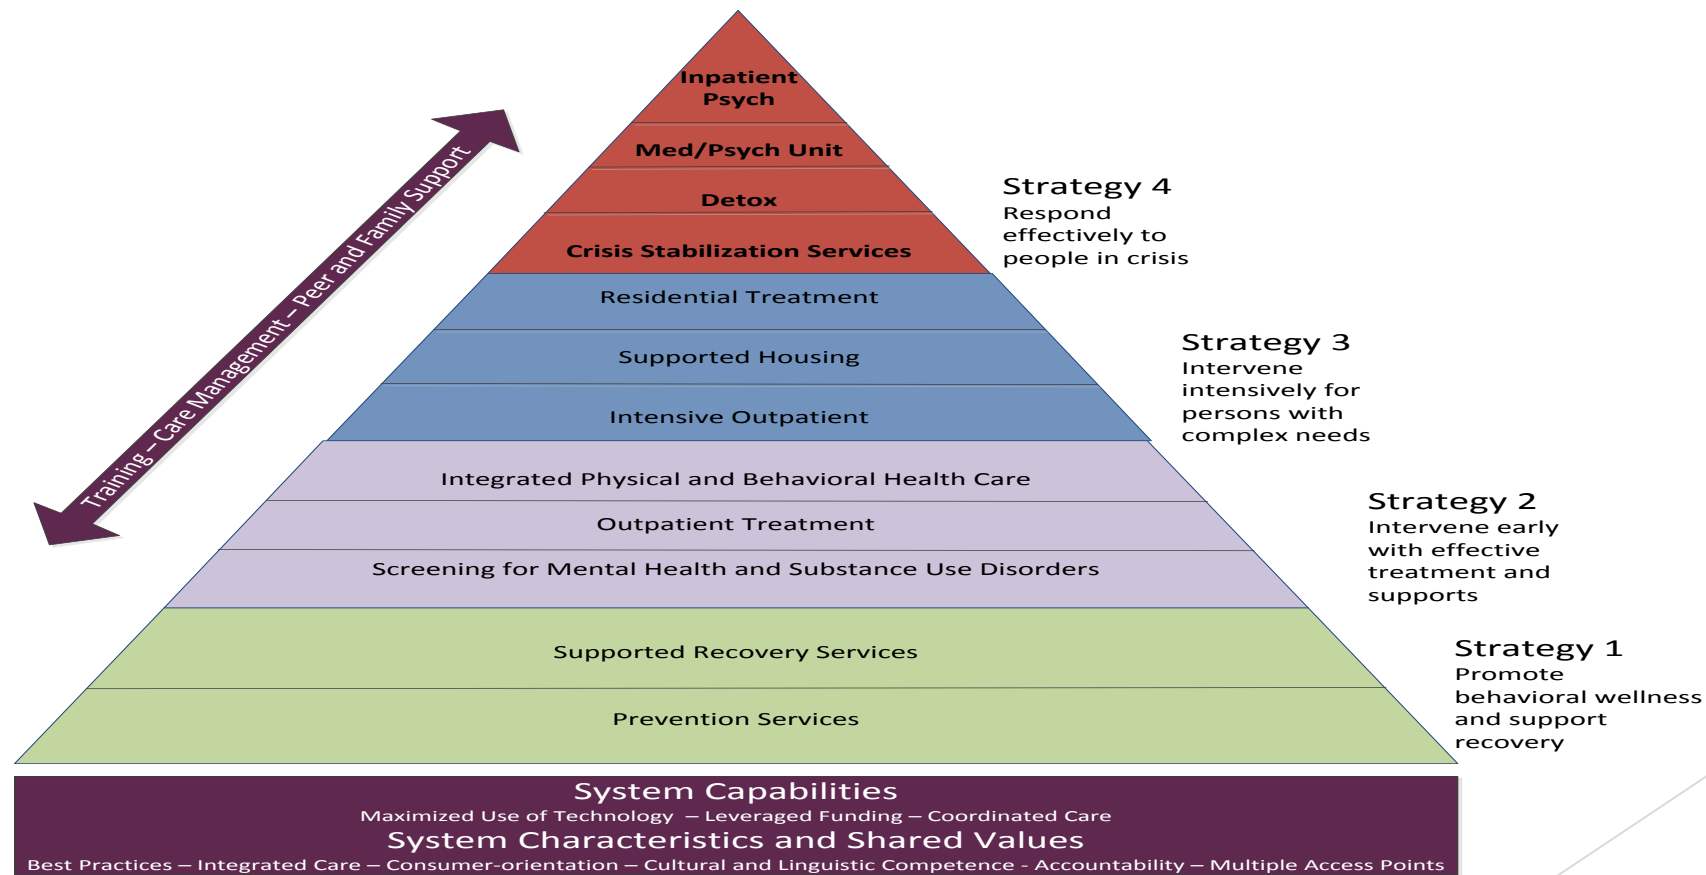 Inpatient
Psych
Med/Psych Unit
Detox
Crisis Stabilization Services
Residential Treatment
Supported Housing
Intensive Outpatient
Integrated Physical and Behavioral Health Care
Outpatient Treatment
Screening for Mental Health and Substance Use Disorders
Supported Recovery Services
Prevention Services
Training – Care Management – Peer and Family Support
Strategy 4
Respond
effectively to
people in crisis
Strategy 3
Intervene
intensively for
persons with
complex needs
Strategy 2
Intervene early
with effective
treatment and
supports
Strategy 1
Promote
behavioral wellness
and support
recovery
System Capabilities
Maximized Use of Technology – Leveraged Funding – Coordinated Care
System Characteristics and Shared Values
Best Practices – Integrated Care – Consumer-orientation – Cultural and Linguistic Competence - Accountability – Multiple Access Points